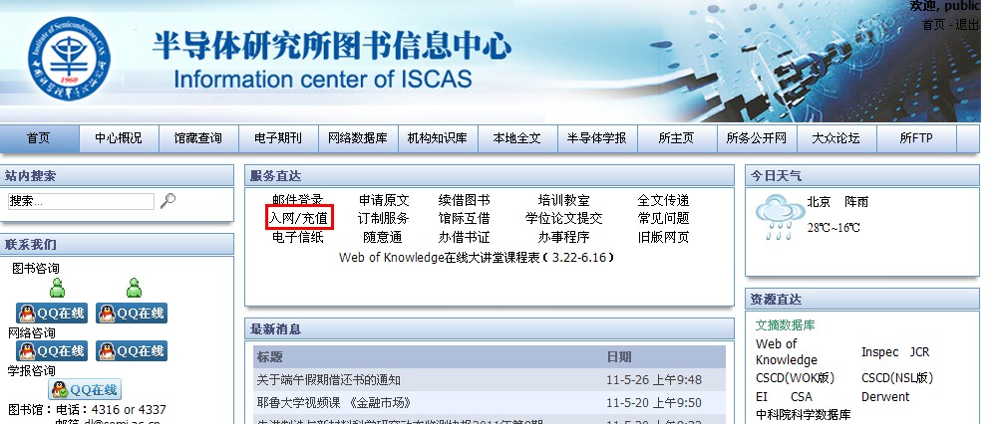 欢迎, public
首页 - 退出
半导体研究所图书信息中心
Information center of ISCAS
Institute of Semiconductors CAS
1960
首页 中心概况 馆藏查询 电子期刊 网络数据库 机构知识库 本地全文 半导体学报 所主页 所务公开网 大众论坛 所FTP
站内搜索
搜索...
联系我们
图书咨询
QQ在线 QQ在线
网络咨询
QQ在线 QQ在线
学报咨询
QQ在线
图书馆：电话：4316 or 4337
服务直达
邮件登录 申请原文 续借图书 培训教室 全文传递
入网/充值 订制服务 馆际互借 学位论文提交 常见问题
电子信纸 随意通 办借书证 办事程序 旧版网页
Web of Knowledge在线大讲堂课程表（3.22-6.16）
最新消息
标题 日期
关于端午假期借还书的通知 11-5-26 上午9:48
耶鲁大学视频课 《金融市场》 11-5-20 上午9:50
今日天气
北京 阵雨
28℃~16℃
资源直达
文摘数据库
Web of
Knowledge Inspec JCR
CSCD(WOK版) CSCD(NSL版)
EI CSA Derwent
中科院科学数据库